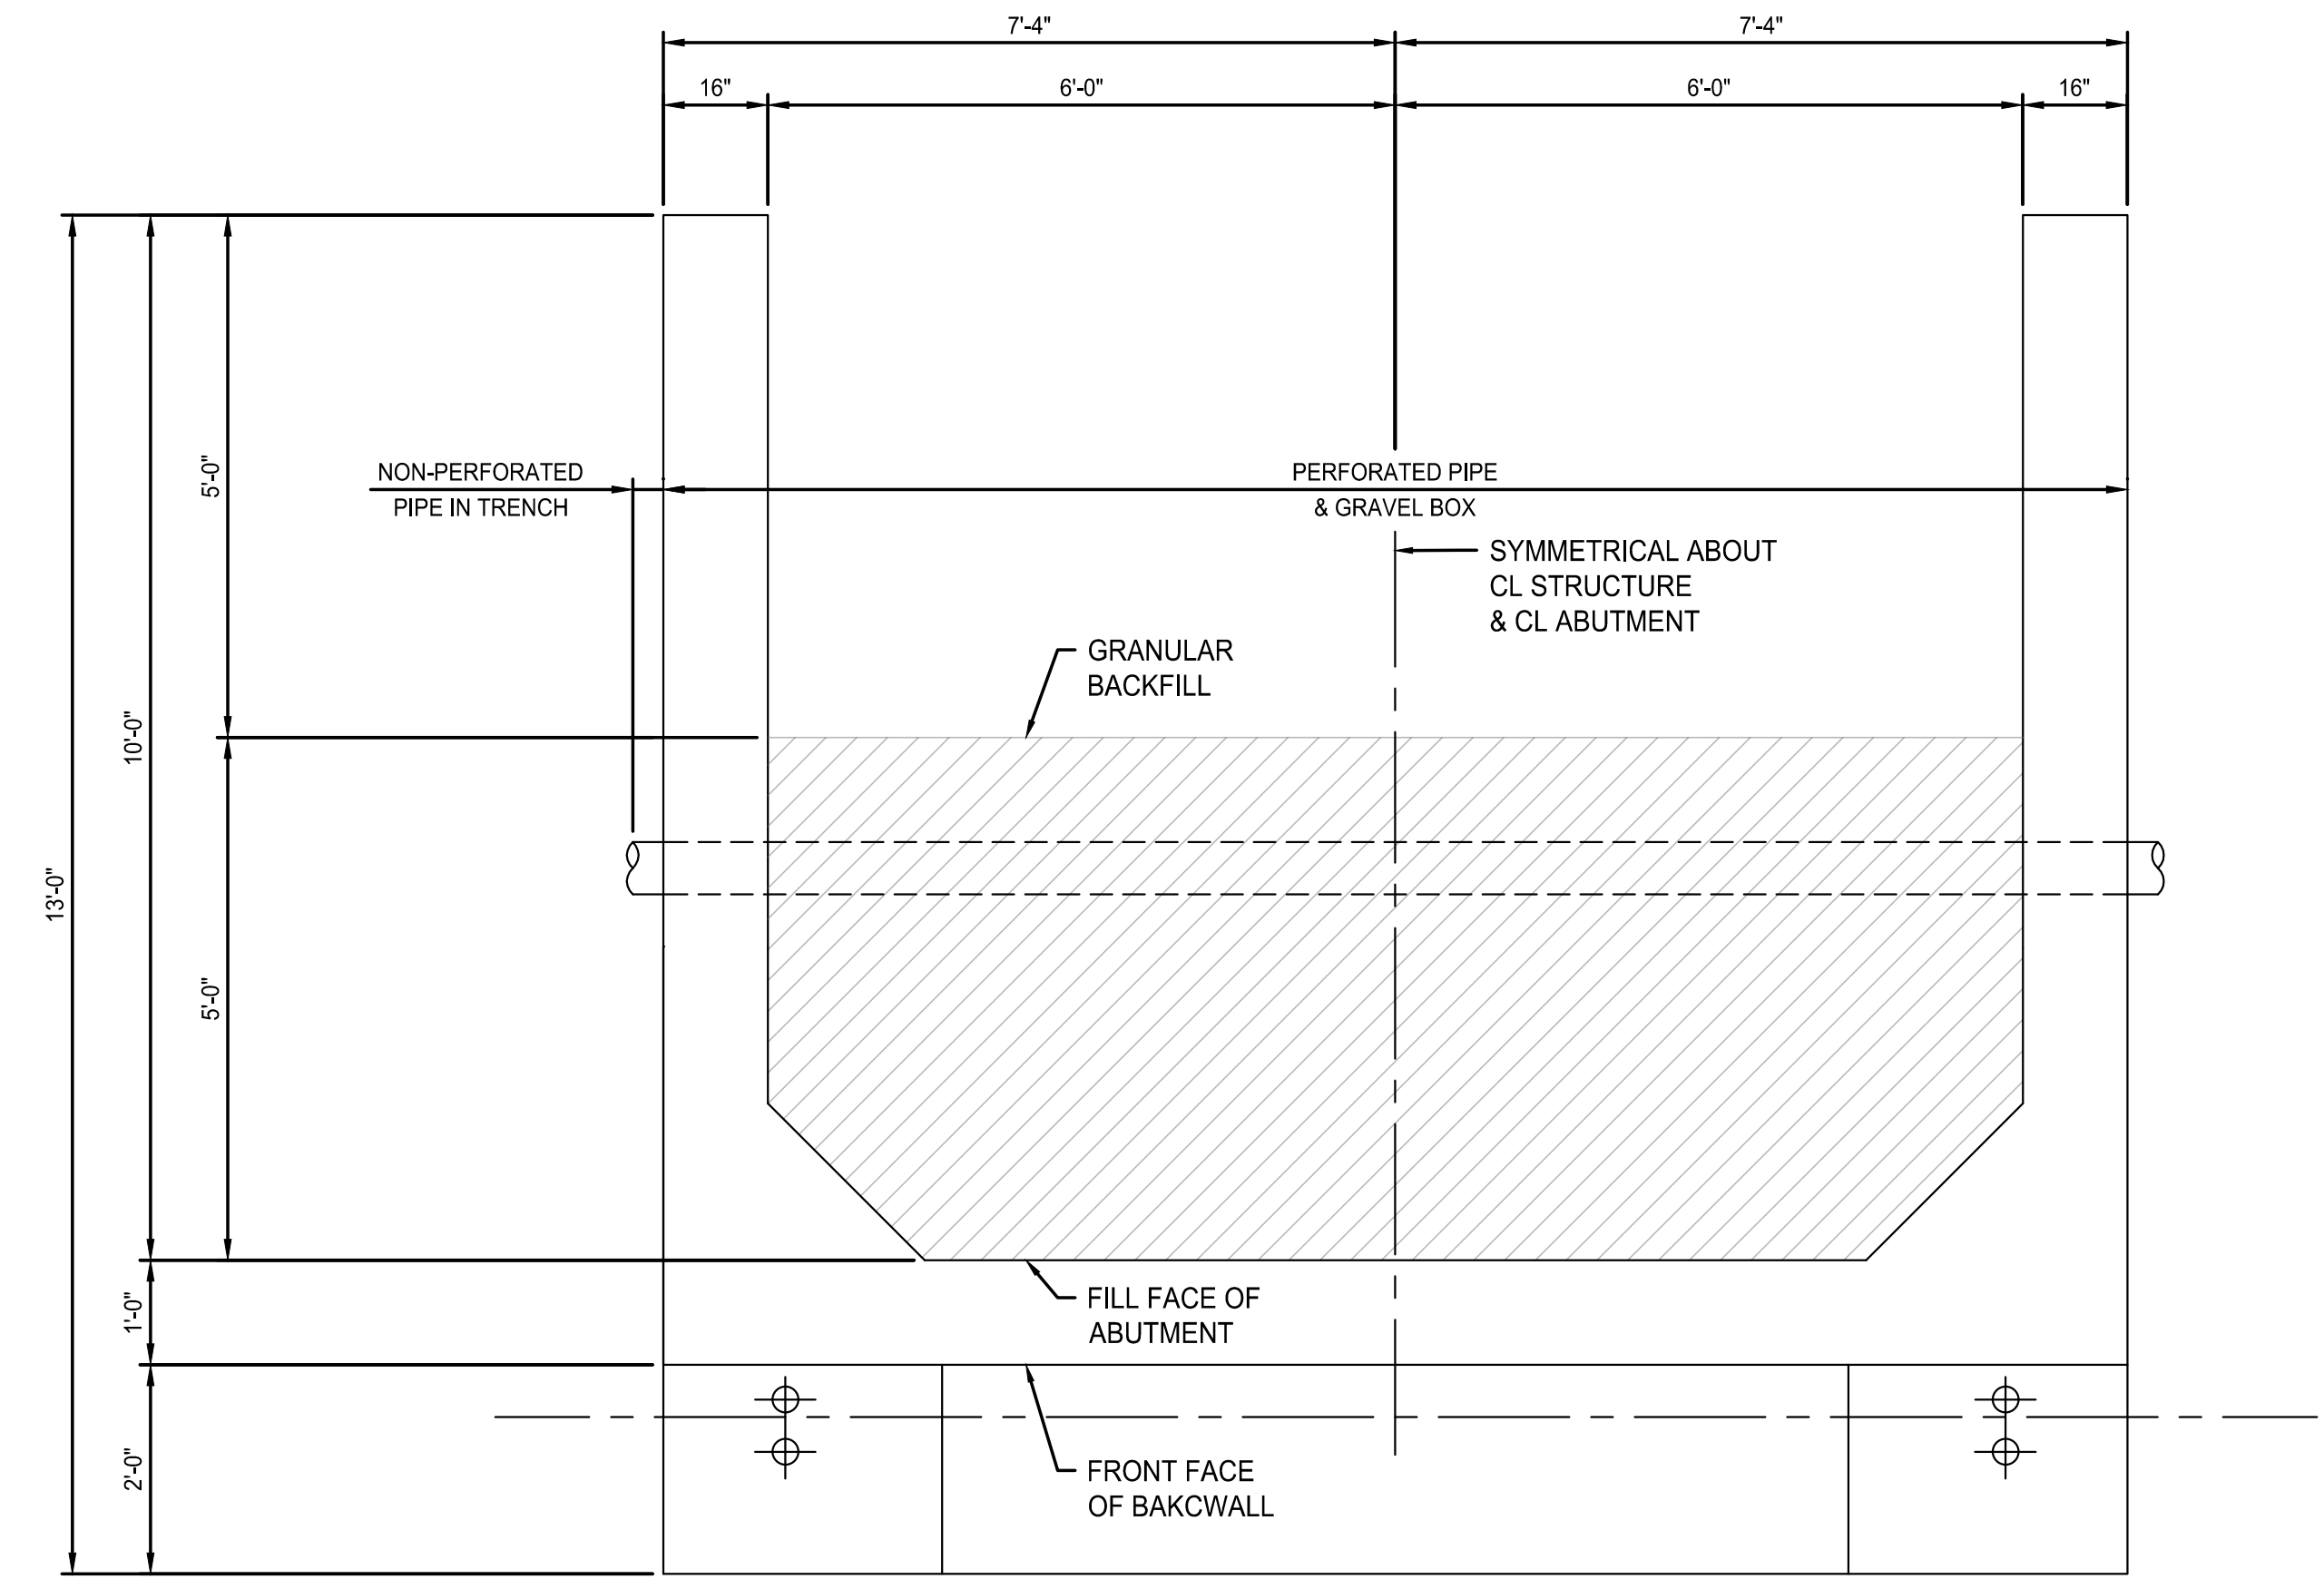 7'-4"
7'-4"
16"
6'-0"
6'-0"
16"
5'-0"
NON-PERFORATED
PIPE IN TRENCH
PERFORATED PIPE
& GRAVEL BOX
SYMMETRICAL ABOUT
CL STRUCTURE
& CL ABUTMENT
GRANULAR
BACKFILL
10'-0"
13'-0"
5'-0"
FILL FACE OF
ABUTMENT
1'-0"
2'-0"
FRONT FACE
OF BAKCWALL